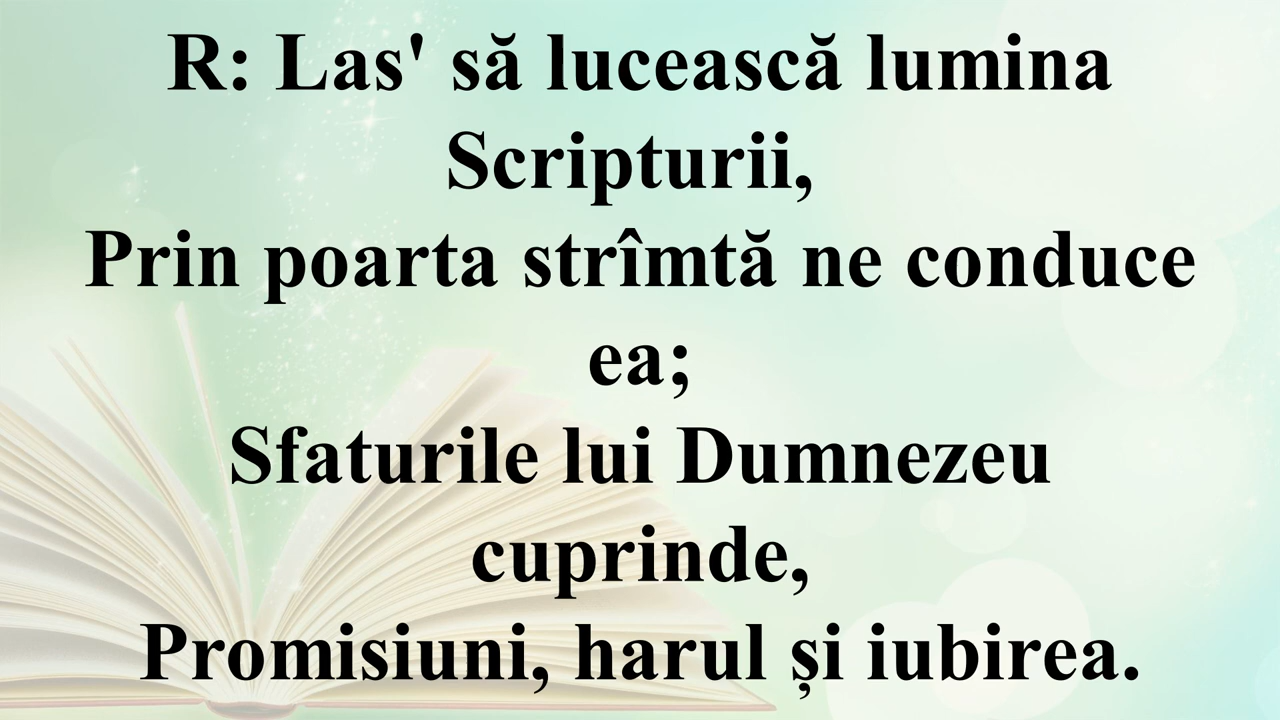 R: Las' să lucească lumina
Scripturii,
Prin poarta strîmtă ne conduce
ea;
Sfaturile lui Dumnezeu
cuprinde,
Promisiuni, harul și iubirea.